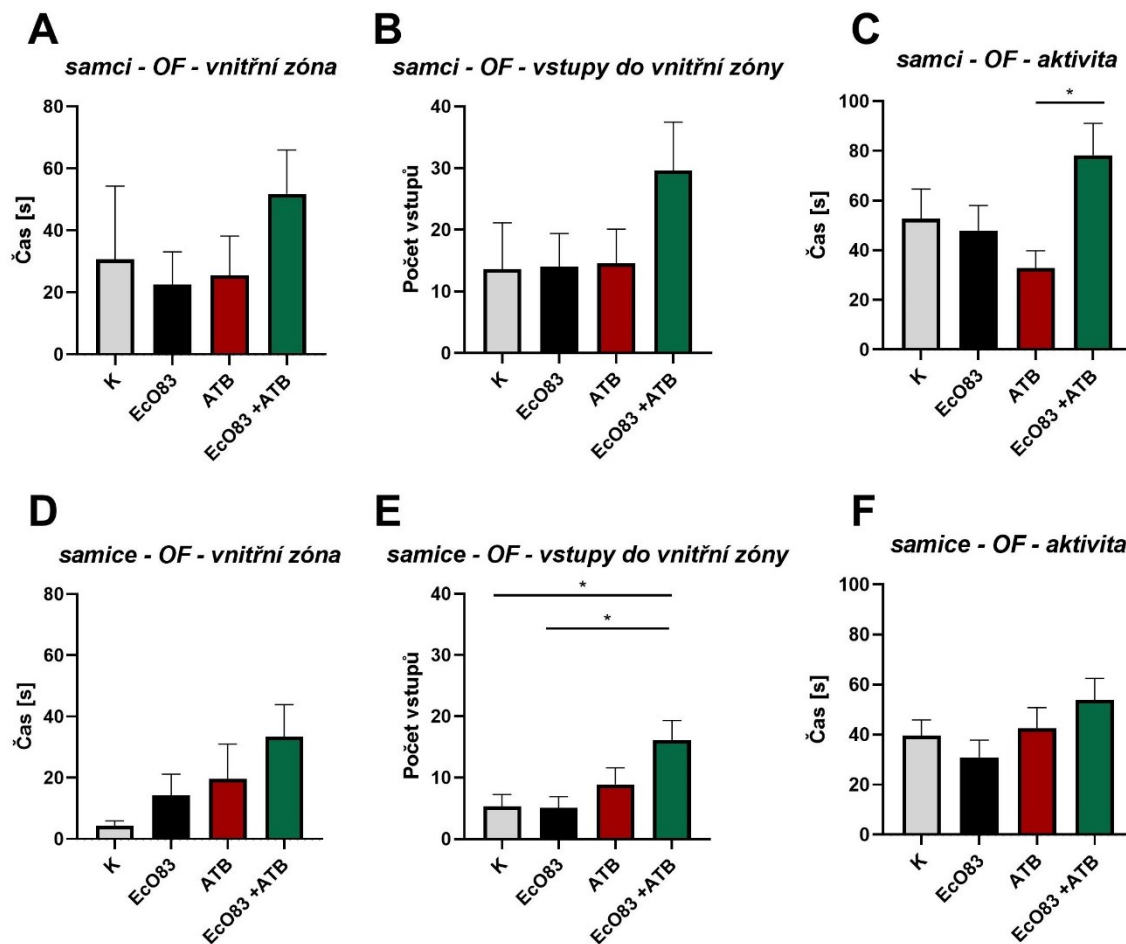 A
samci - OF - vnitřní zóna
Čas [s]
80
60
40
20
0
K
EcO83
ATB
EcO83 +ATB
B
samci - OF - vstupy do vnitřní zóny
Počet vstupů
40
30
20
10
0
K
EcO83
ATB
EcO83 +ATB
C
samci - OF - aktivita
Čas [s]
100
80
60
40
20
0
*
K
EcO83
ATB
EcO83 +ATB
D
samice - OF - vnitřní zóna
Čas [s]
80
60
40
20
0
K
EcO83
ATB
EcO83 +ATB
E
samice - OF - vstupy do vnitřní zóny
Počet vstupů
40
30
20
10
0
*
*
K
EcO83
ATB
EcO83 +ATB
F
samice - OF - aktivita
Čas [s]
100
80
60
40
20
0
K
EcO83
ATB
EcO83 +ATB